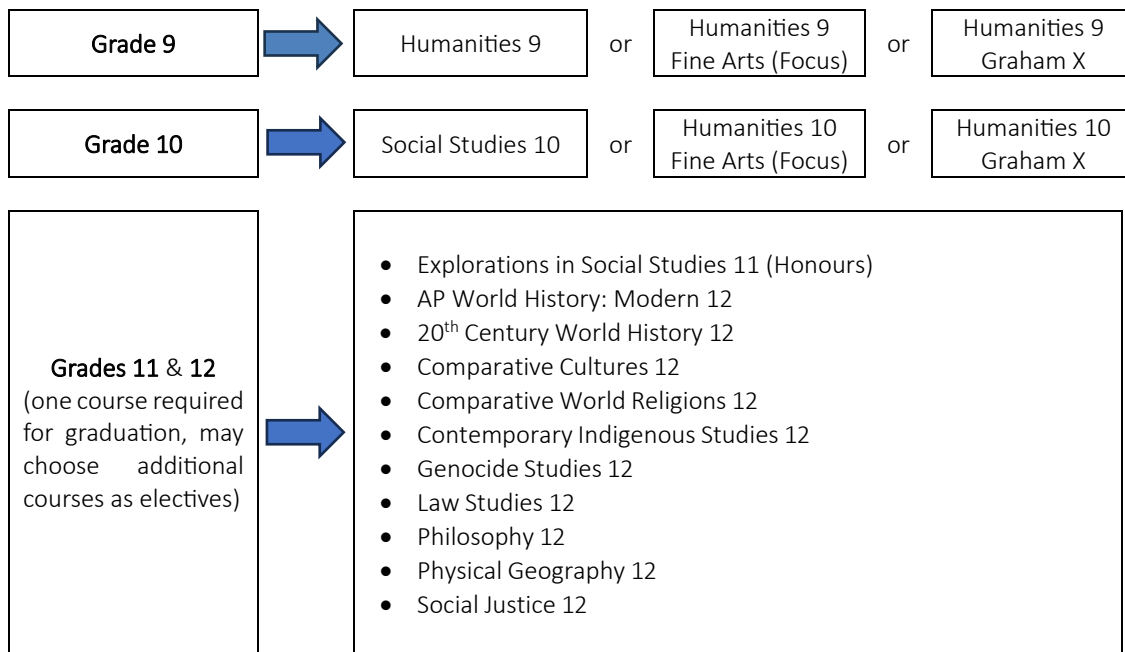 Grade 9 Humanities 9 or Humanities 9 Fine Arts (Focus) or Humanities 9 Graham X
Grade 10 Social Studies 10 or Humanities 10 Fine Arts (Focus) or Humanities 10 Graham X
Grades 11 & 12
(one course required
for graduation, may
choose additional
courses as electives)
• Explorations in Social Studies 11 (Honours)
• AP World History: Modern 12
• 20th Century World History 12
• Comparative Cultures 12
• Comparative World Religions 12
• Contemporary Indigenous Studies 12
• Genocide Studies 12
• Law Studies 12
• Philosophy 12
• Physical Geography 12
• Social Justice 12